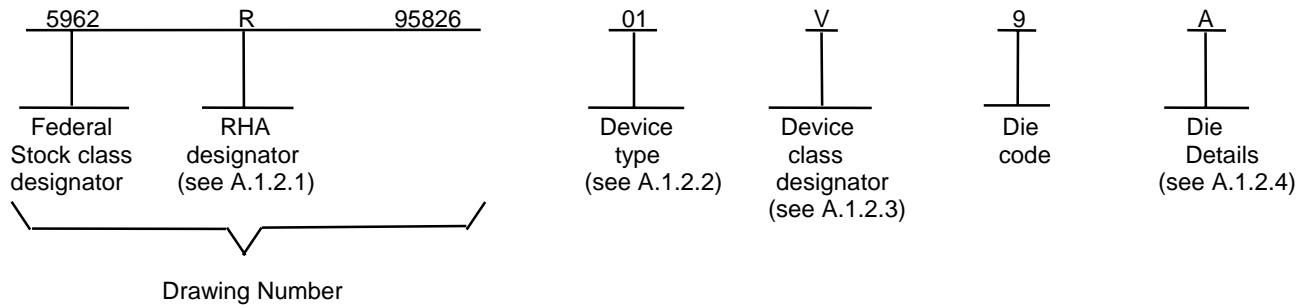 5962 R 95826 01 V 9 A
Federal Stock class designator
RHA designator (see A.1.2.1)
Device type (see A.1.2.2)
Device class designator (see A.1.2.3)
Die code
Die Details (see A.1.2.4)
Drawing Number